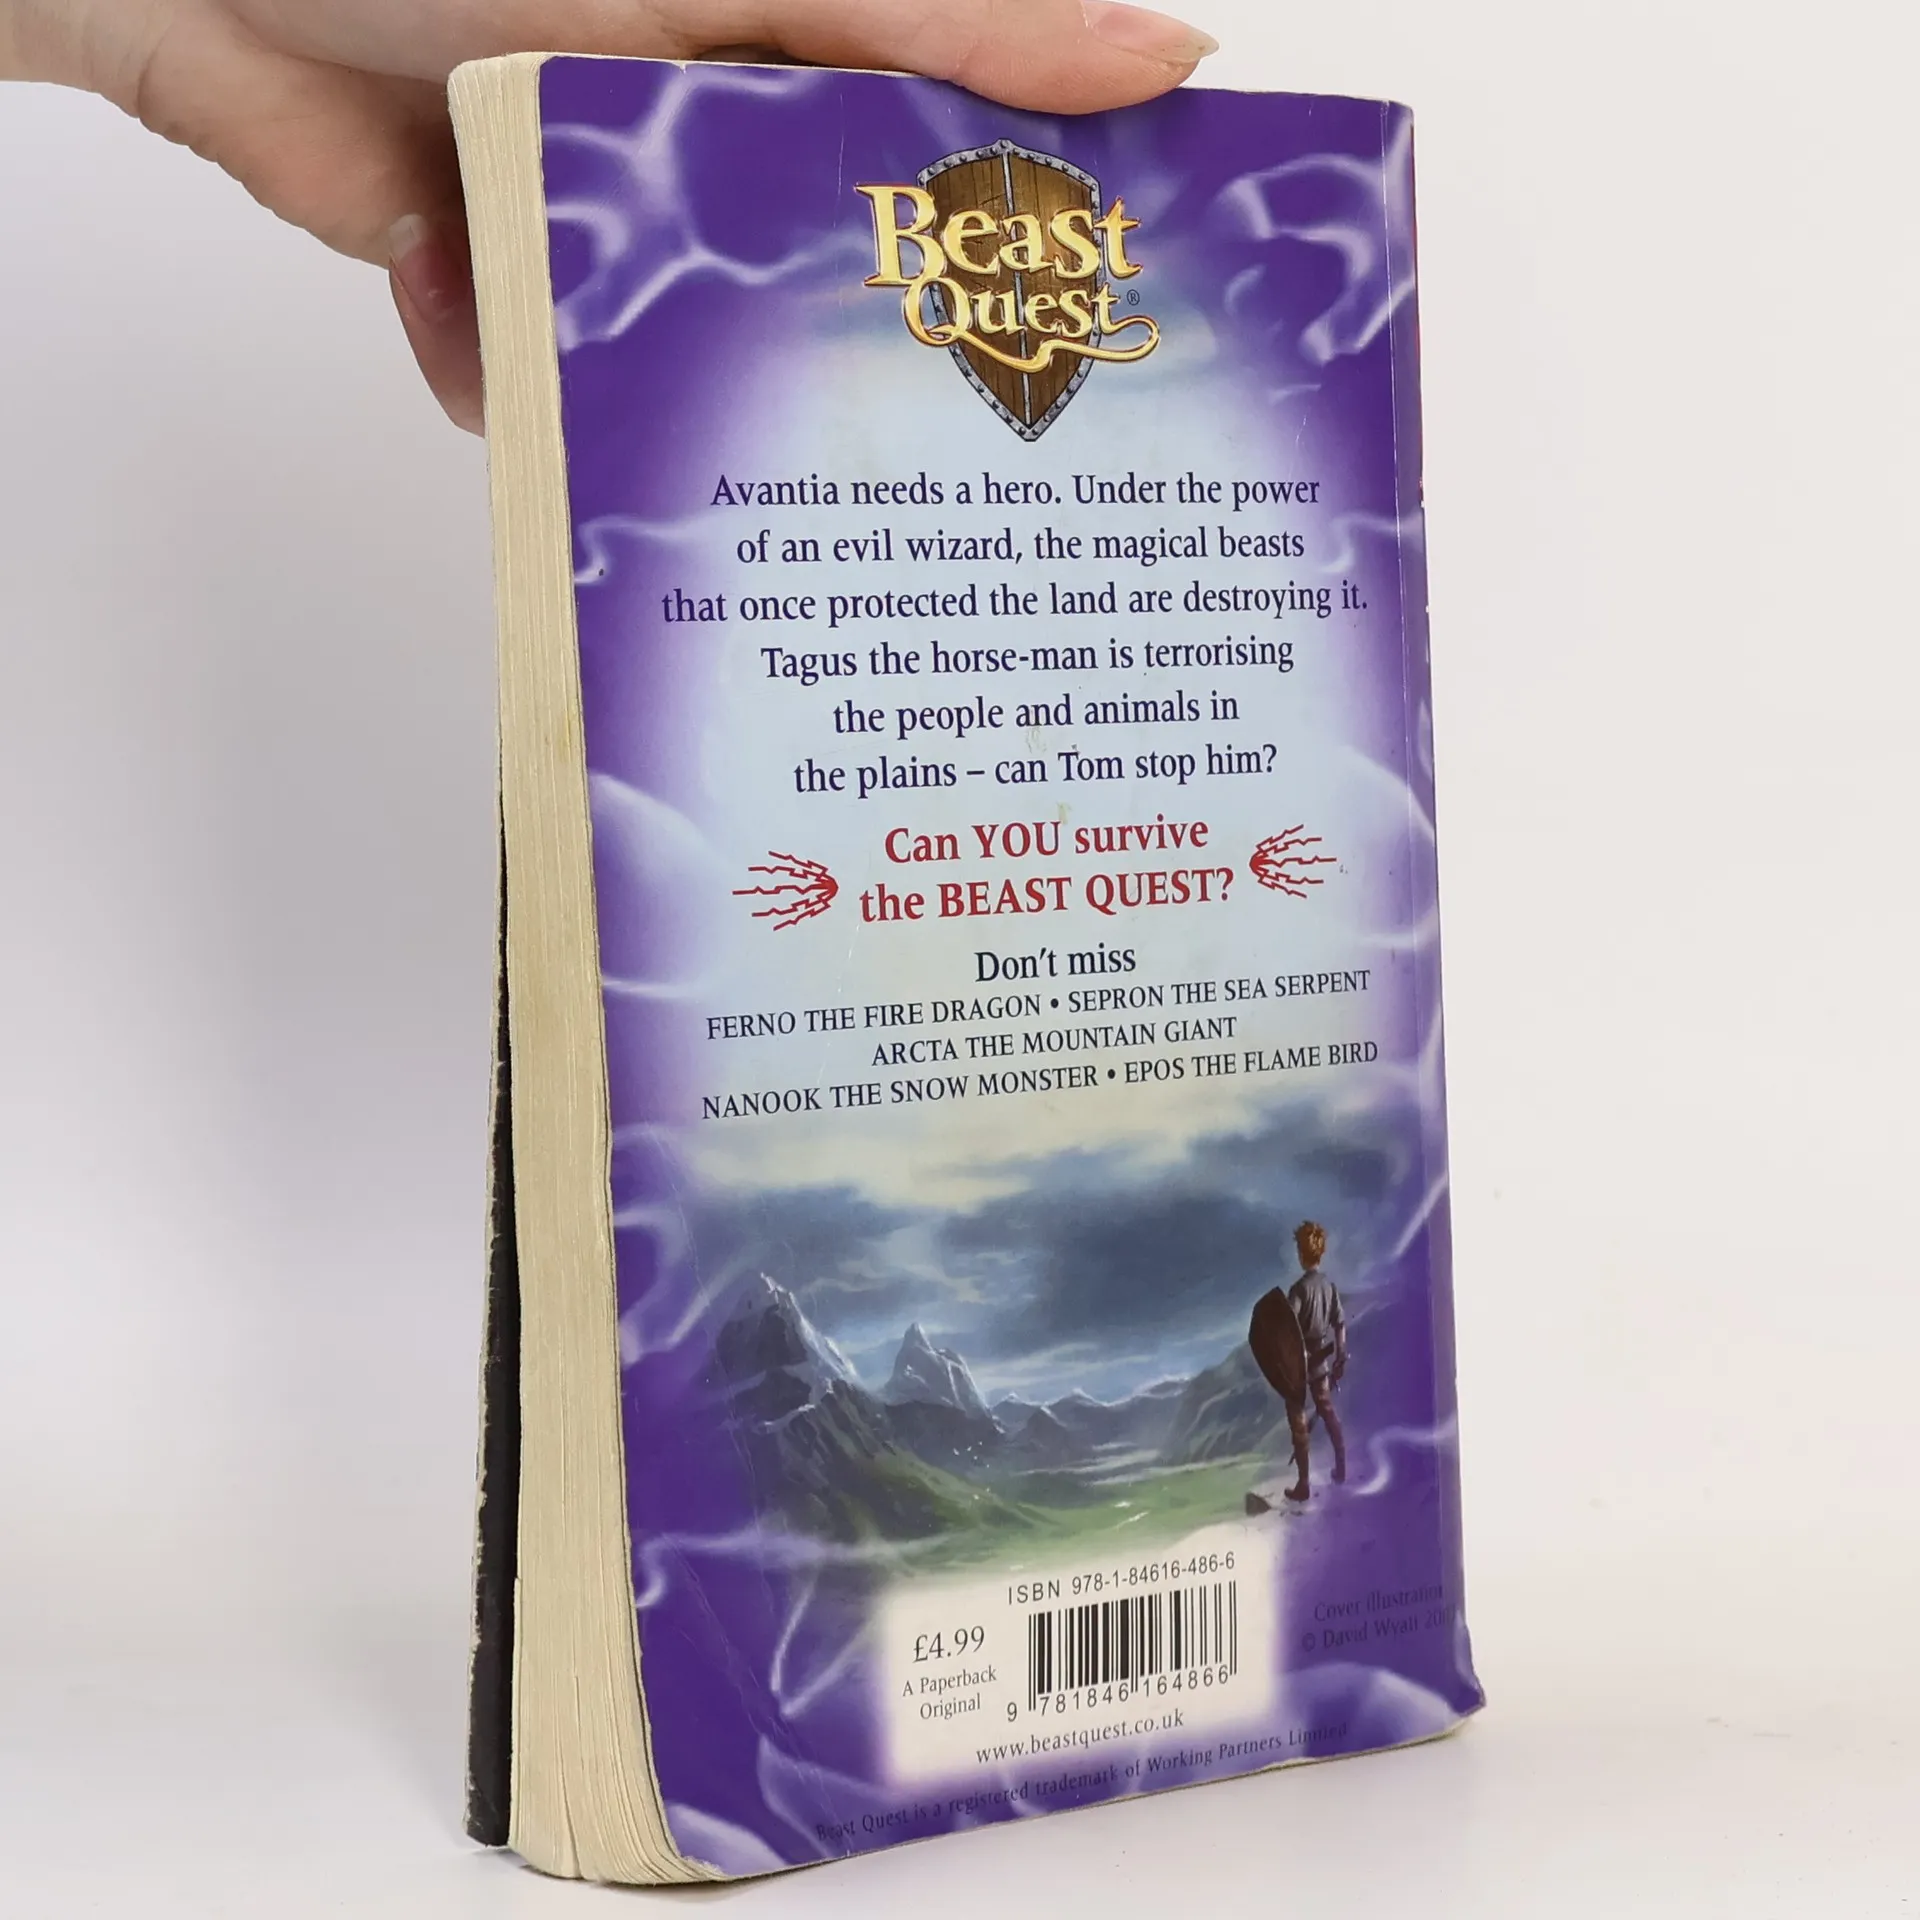 Beast
Quest®
Avantia needs a hero. Under the power
of an evil wizard, the magical beasts
that once protected the land are destroying it.
Tagus the horse-man is terrorising
the people and animals in
the plains – can Tom stop him?
Can YOU survive
the BEAST QUEST?
Don't miss
FERNO THE FIRE DRAGON • SEPRON THE SEA SERPENT
ARCTA THE MOUNTAIN GIANT
NANOOK THE SNOW MONSTER • EPOS THE FLAME BIRD
ISBN 978-1-84616-486-6
£4.99
A Paperback
Original
9 781846 164866
www.beastquest.co.uk
Cover illustration
© David Wyatt
Beast Quest is a registered trademark of Working Partners Limited